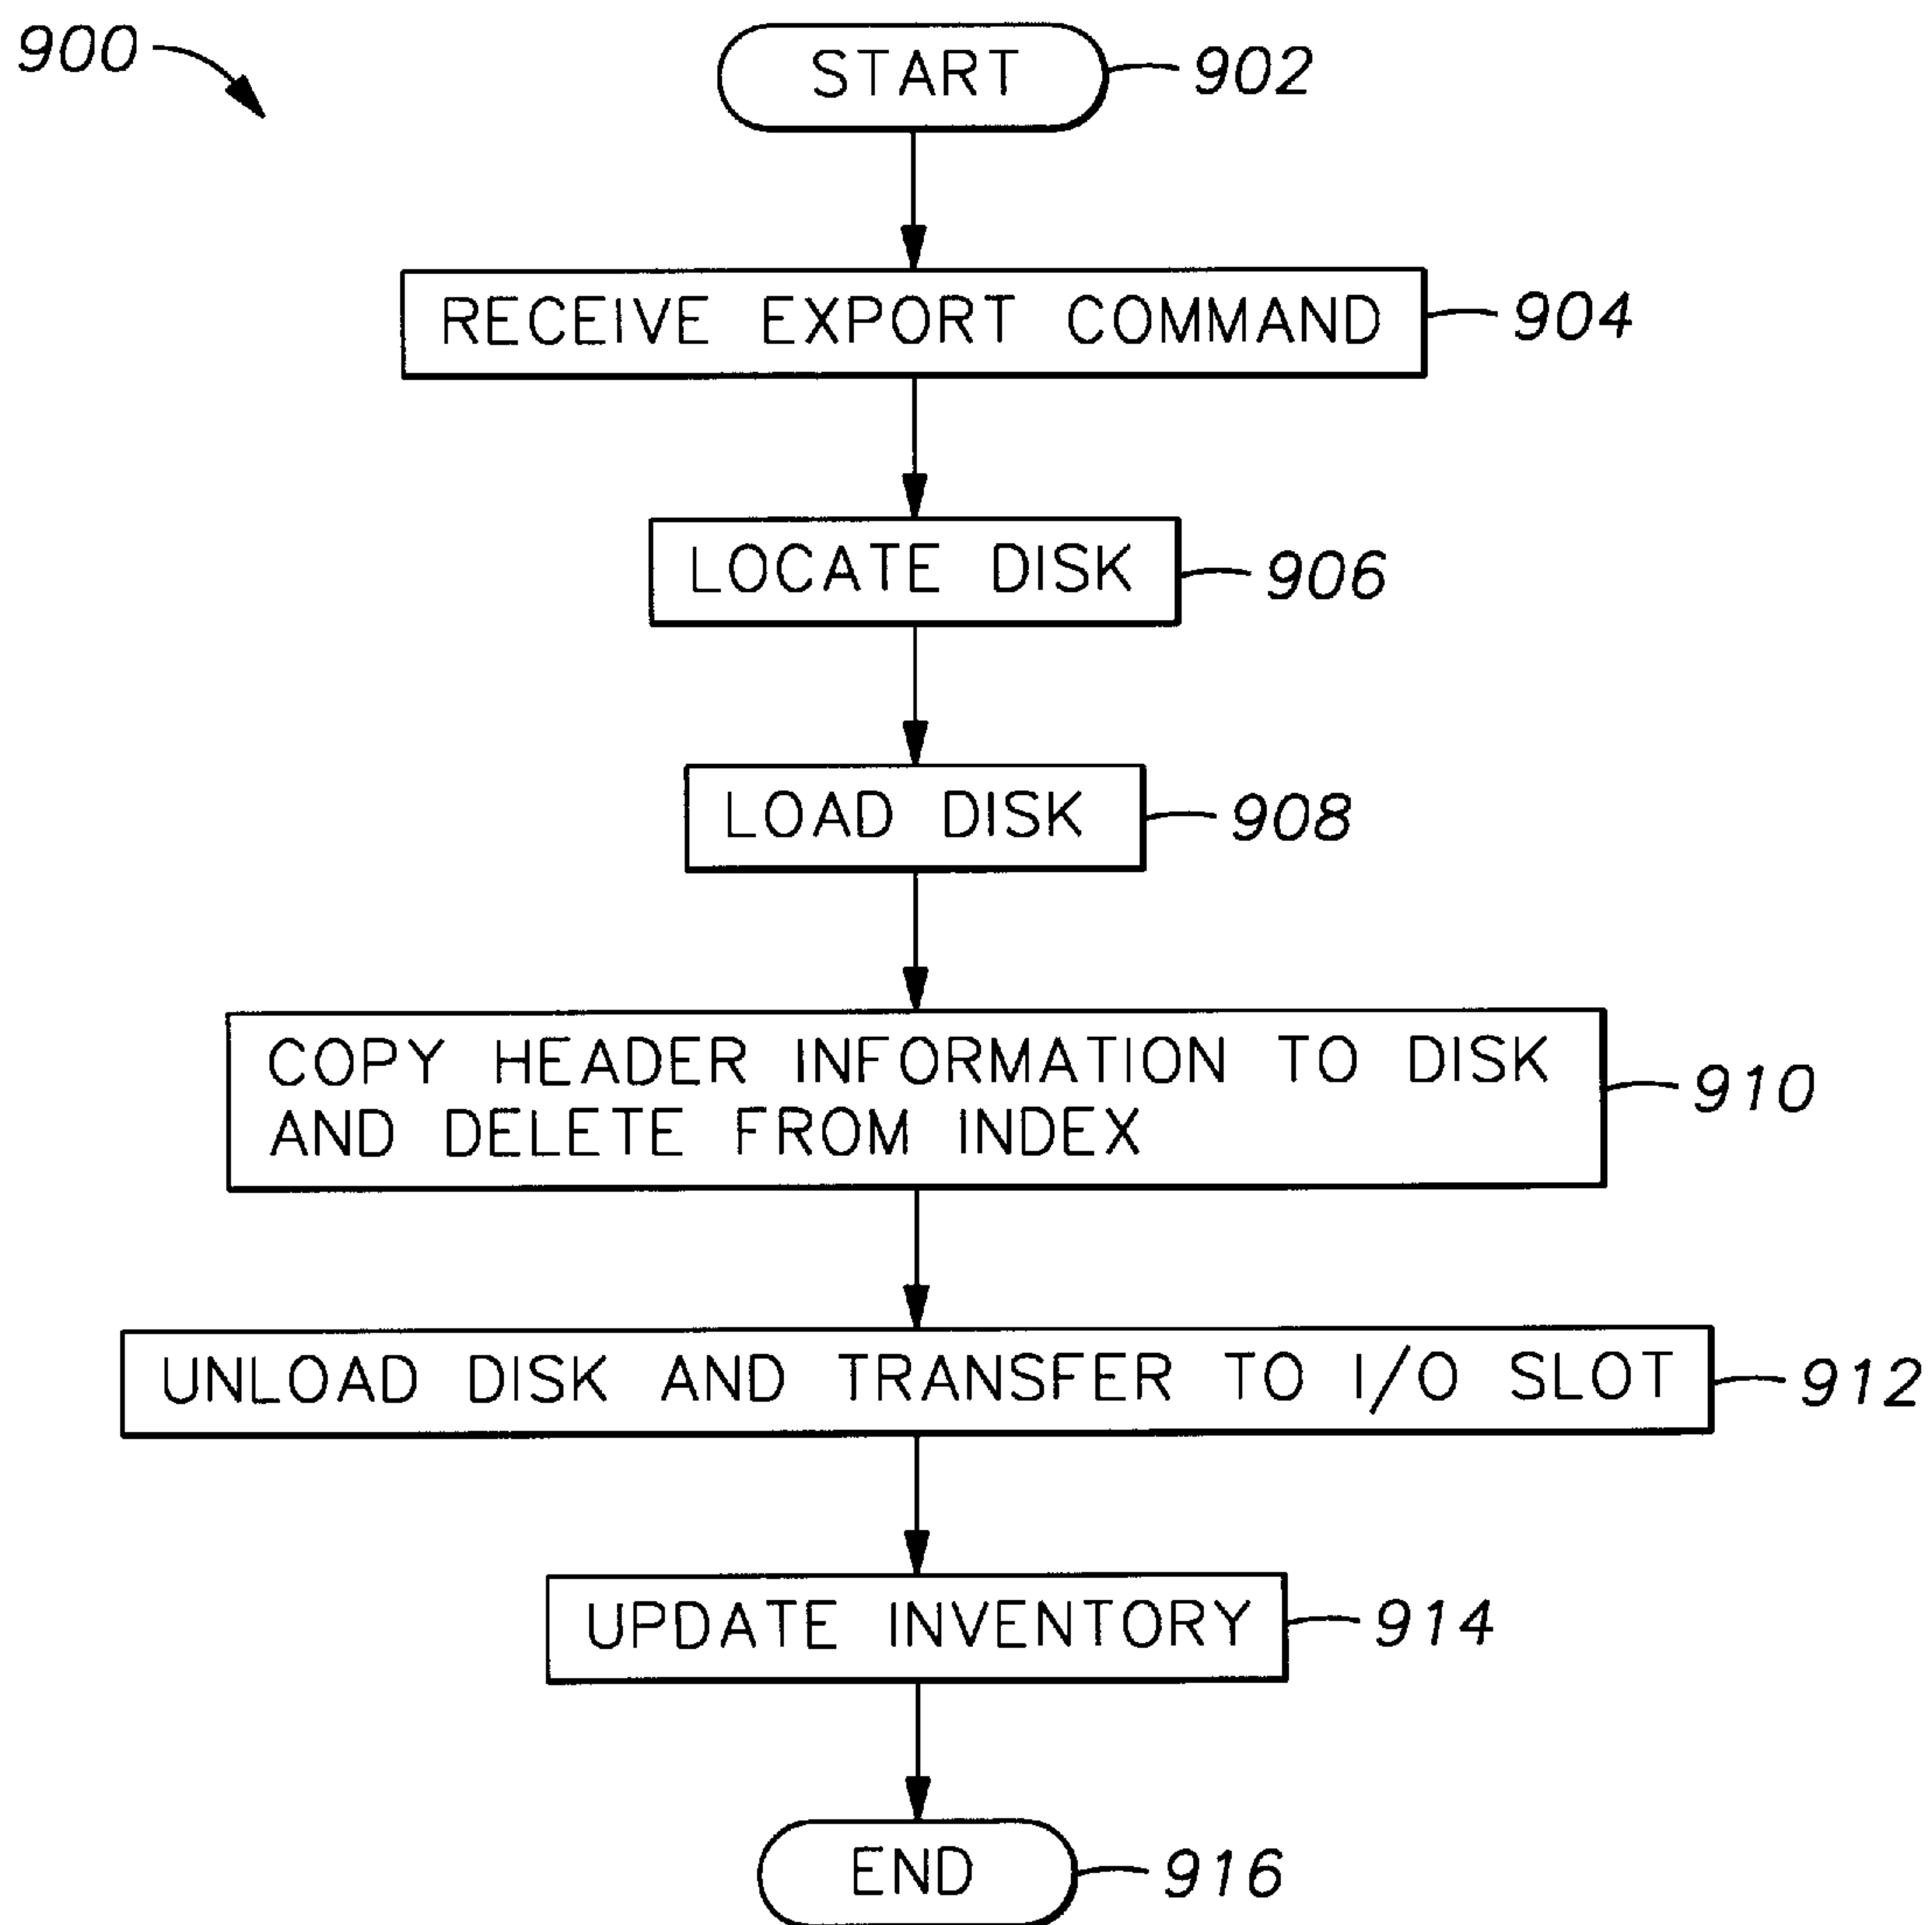 900
START 902
RECEIVE EXPORT COMMAND 904
LOCATE DISK 906
LOAD DISK 908
COPY HEADER INFORMATION TO DISK
AND DELETE FROM INDEX
910
UNLOAD DISK AND TRANSFER TO I/O SLOT 912
UPDATE INVENTORY 914
END 916